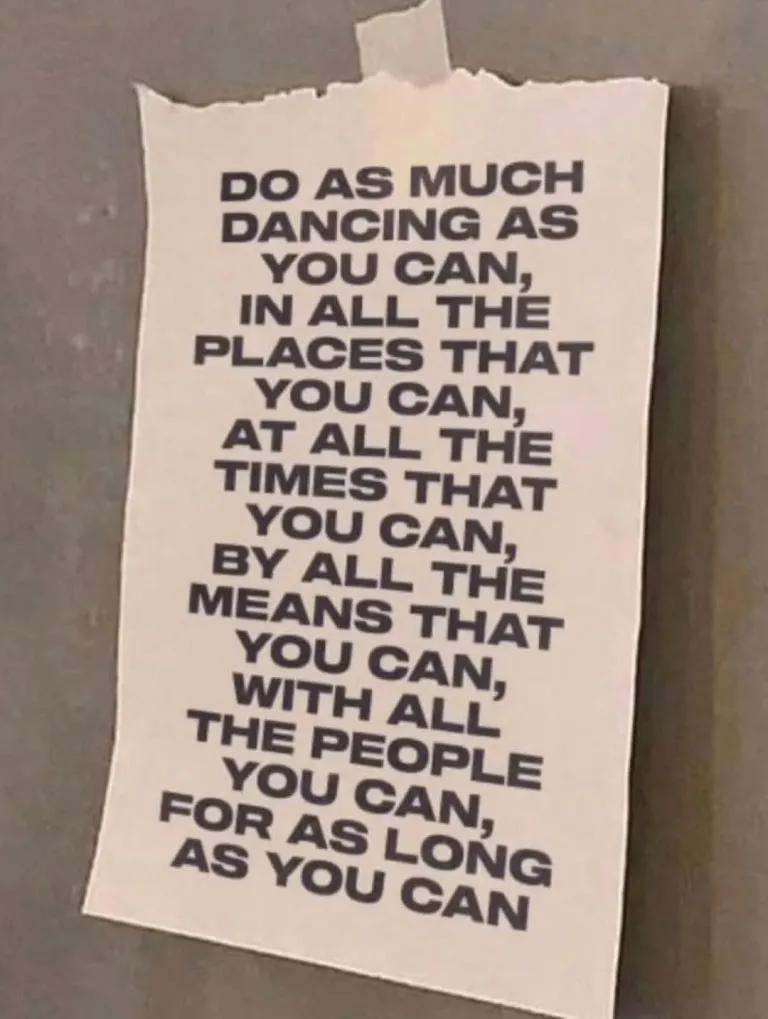 DO AS MUCH
DANCING AS
YOU CAN,
IN ALL THE
PLACES THAT
YOU CAN,
AT ALL THE
TIMES THAT
YOU CAN,
BY ALL THE
MEANS THAT
YOU CAN,
WITH ALL
THE PEOPLE
YOU CAN,
FOR AS LONG
AS YOU CAN